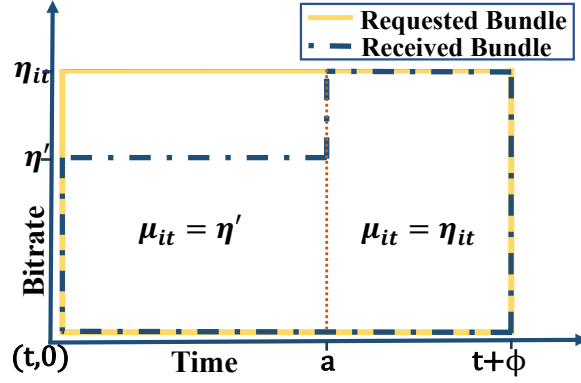 Requested Bundle
Received Bundle
η_it
η'
μ_it = η'
μ_it = η_it
Bitrate
(t,0)
Time
a
t+ϕ